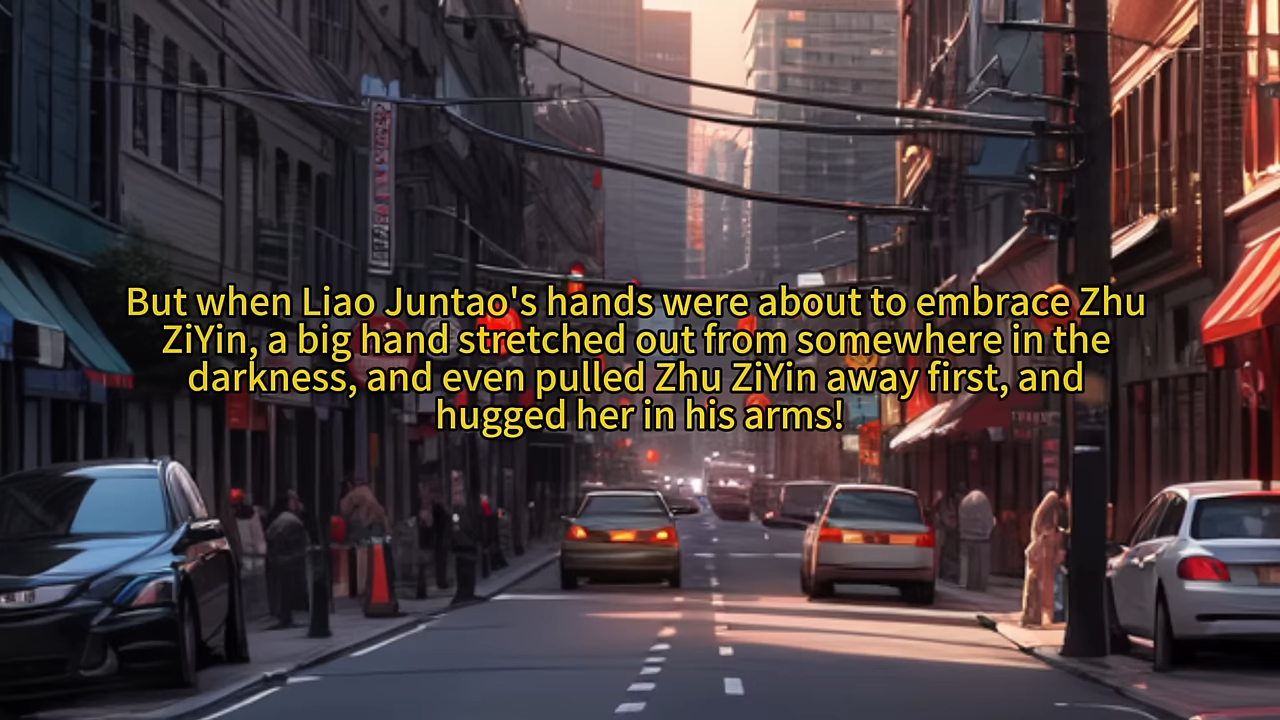 But when Liao Juntao's hands were about to embrace Zhu
ZiYin, a big hand stretched out from somewhere in the
darkness, and even pulled Zhu ZiYin away first, and
hugged her in his arms!